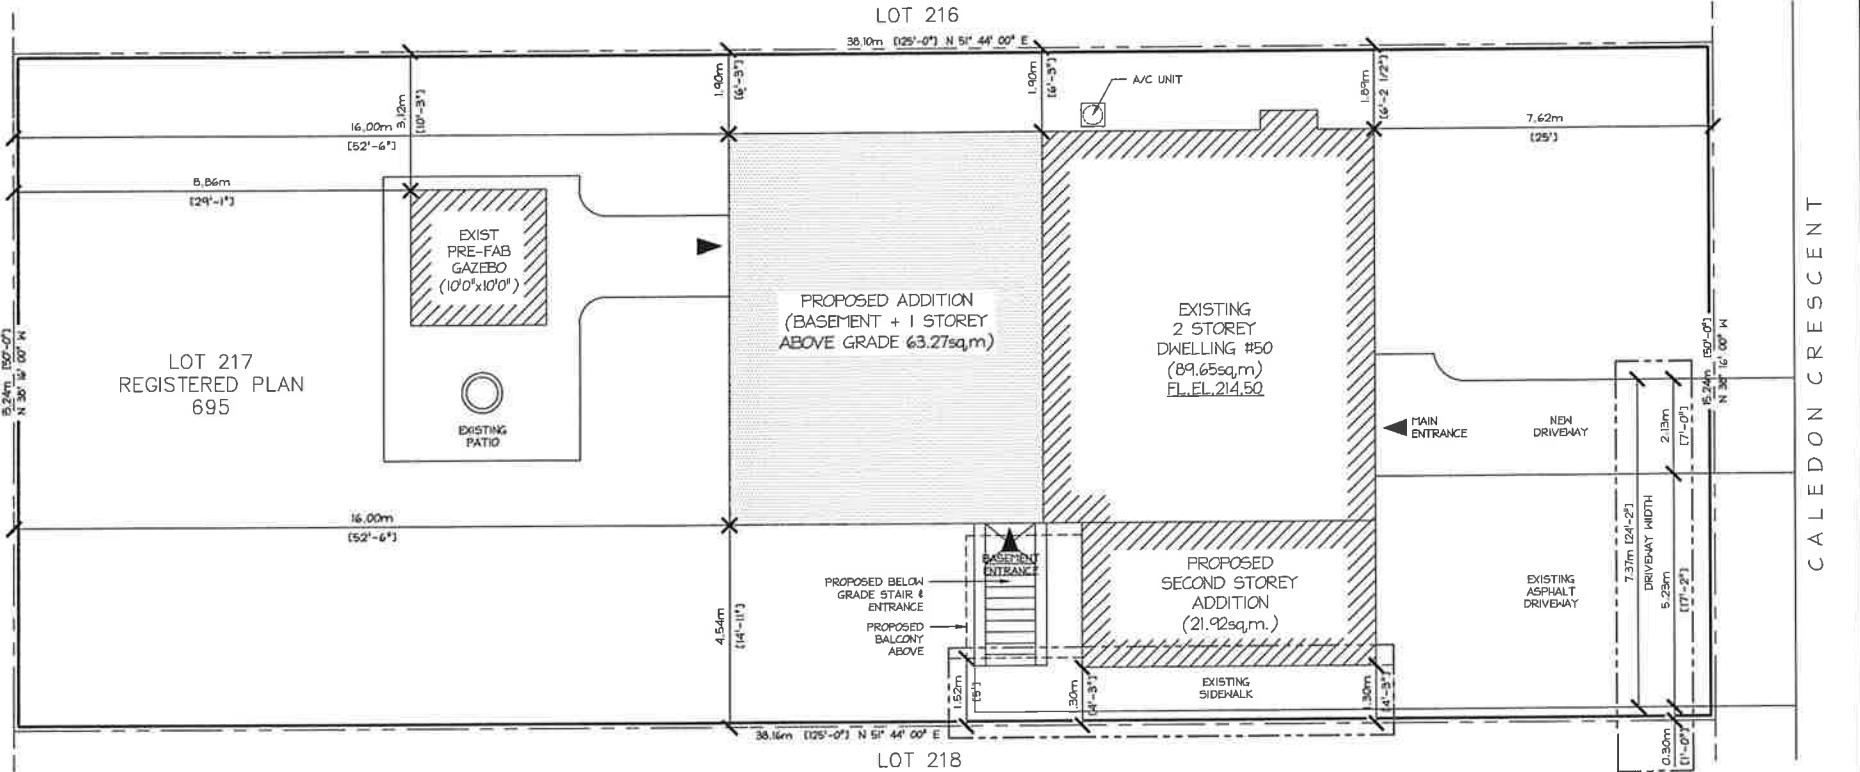 LOT 216
38.10m [125'-0"] N 51° 44' 00" E
3.12m
[10'-3"]
1.90m
[6'-3"]
1.90m
[6'-3"]
A/C UNIT
1.89m
[6'-2 1/2"]
16.00m
[52'-6"]
7.62m
[25']
8.86m
[29'-1"]
EXIST
PRE-FAB
GAZEBO
(10'0"x10'0")
PROPOSED ADDITION
(BASEMENT + 1 STOREY
ABOVE GRADE 63.27sq.m)
EXISTING
2 STOREY
DWELLING #50
(89.65sq.m)
FL.EL.214.50
15.24m [50'-0"]
N 38° 16' 00" W
LOT 217
REGISTERED PLAN
695
EXISTING
PATIO
MAIN
ENTRANCE
NEW
DRIVEWAY
2.13m
[7'-0"]
15.24m [50'-0"]
N 38° 16' 00" W
CALEDON CRESCENT
16.00m
[52'-6"]
BASEMENT
ENTRANCE
PROPOSED BELOW
GRADE STAIR &
ENTRANCE
PROPOSED
BALCONY
ABOVE
4.54m
[14'-11"]
PROPOSED
SECOND STOREY
ADDITION
(21.92sq.m.)
EXISTING
ASPHALT
DRIVEWAY
7.37m [24'-2"]
DRIVEWAY WIDTH
5.23m
[17'-2"]
1.52m
[5']
.30m
[4'-3"]
EXISTING
SIDEWALK
1.30m
[4'-3"]
0.30m
[1'-0"]
38.16m [125'-0"] N 51° 44' 00" E
LOT 218